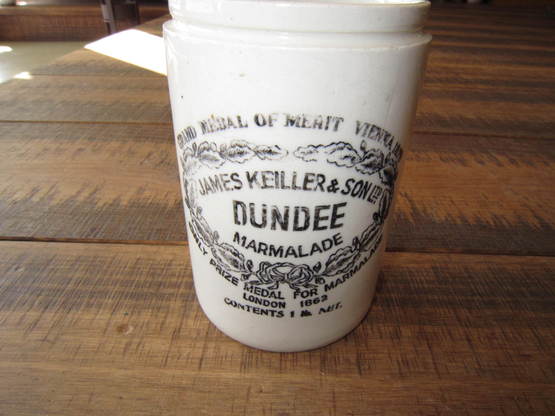 GRAND MEDAL OF MERIT VIENNA
JAMES KEILLER & SON LD
DUNDEE
MARMALADE
ONLY PRIZE MEDAL FOR MARMALADE
LONDON 1862
CONTENTS 1 lb. NET.